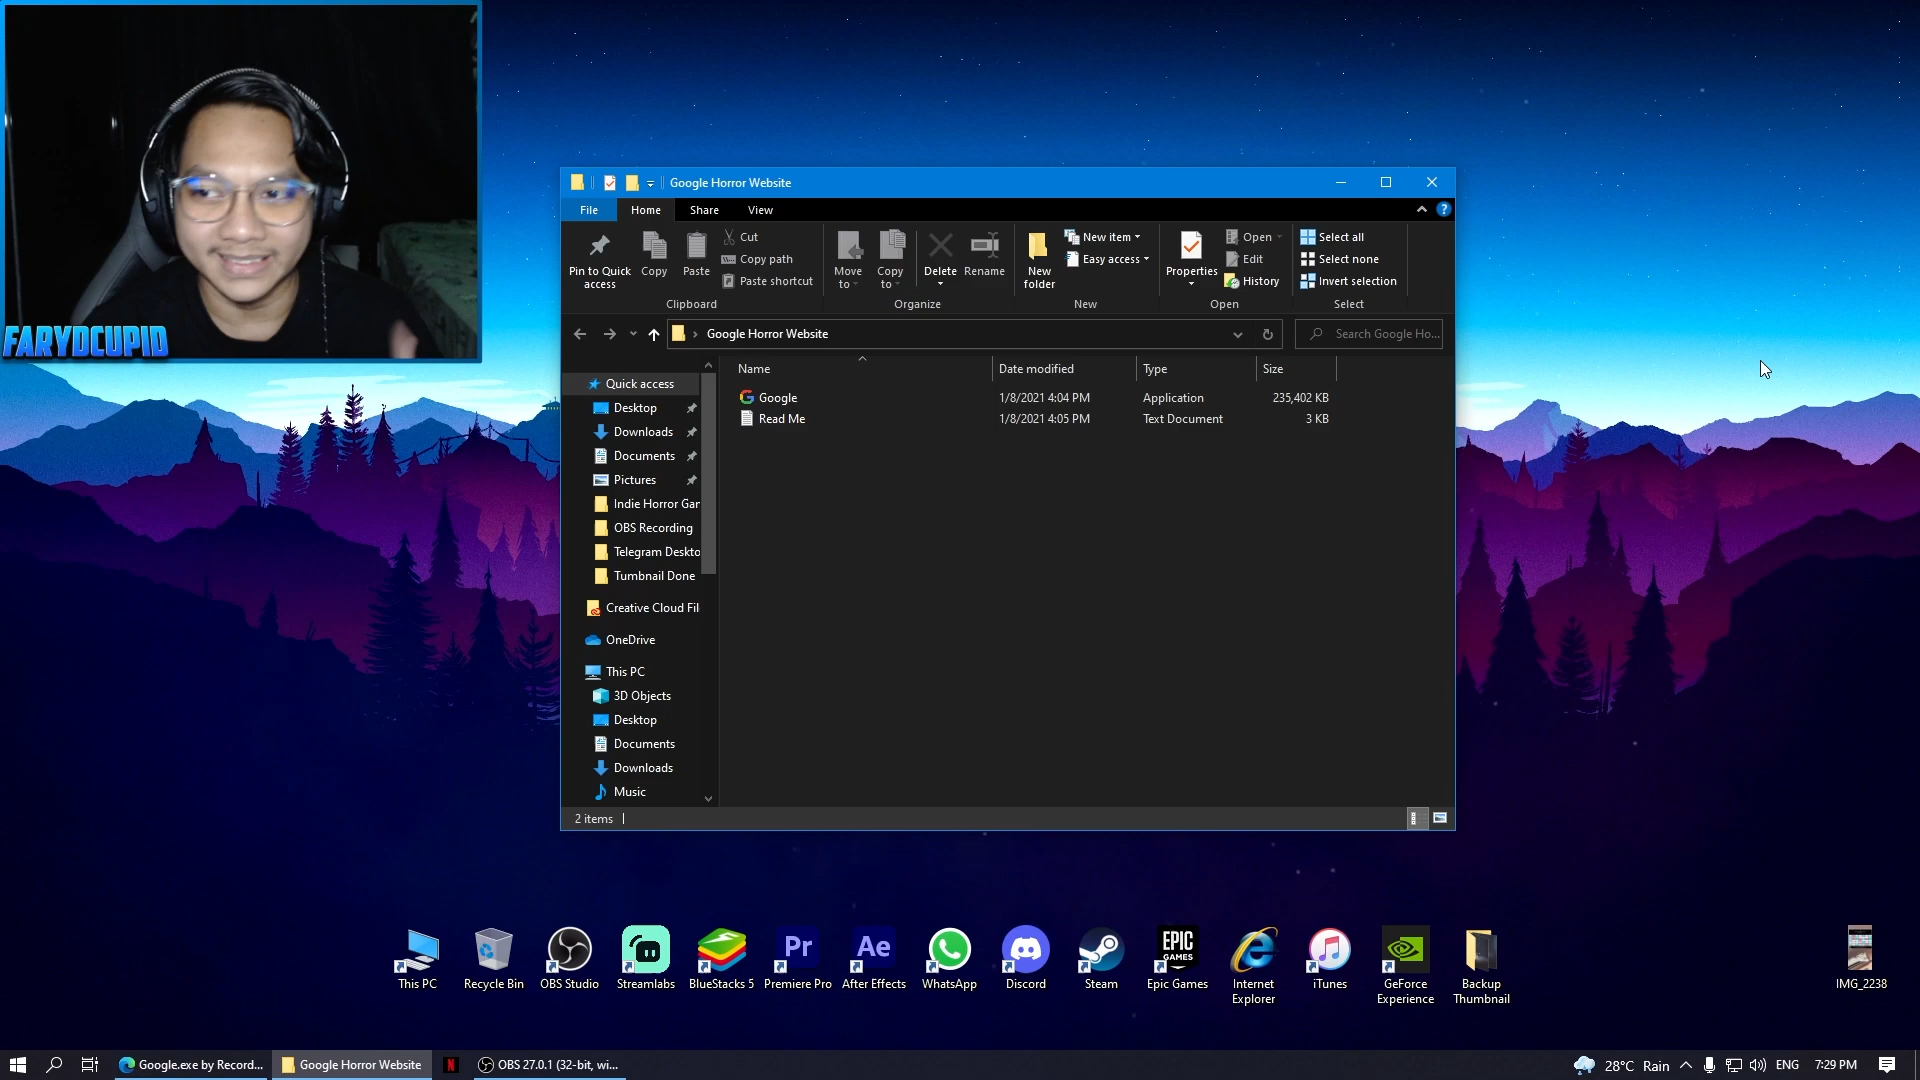 FARYDCUPID
Google Horror Website
File Home Share View
Pin to Quick access
Copy
Paste
Cut
Copy path
Paste shortcut
Clipboard
Move to
Copy to
Delete
Rename
Organize
New folder
New item
Easy access
New
Properties
Open
Edit
History
Open
Select all
Select none
Invert selection
Select
Google Horror Website
Search Google Ho...
Name Date modified Type Size
Google 1/8/2021 4:04 PM Application 235,402 KB
Read Me 1/8/2021 4:05 PM Text Document 3 KB
Quick access
Desktop
Downloads
Documents
Pictures
Indie Horror Gar
OBS Recording
Telegram Deskto
Tumbnail Done
Creative Cloud Fil
OneDrive
This PC
3D Objects
Desktop
Documents
Downloads
Music
2 items
This PC
Recycle Bin
OBS Studio
Streamlabs
BlueStacks 5
Pr
Premiere Pro
Ae
After Effects
WhatsApp
Discord
Steam
EPIC GAMES
Epic Games
Internet Explorer
iTunes
GeForce Experience
Backup Thumbnail
IMG_2238
Google.exe by Record...
Google Horror Website
N
OBS 27.0.1 (32-bit, wi...
28°C Rain
ENG
7:29 PM